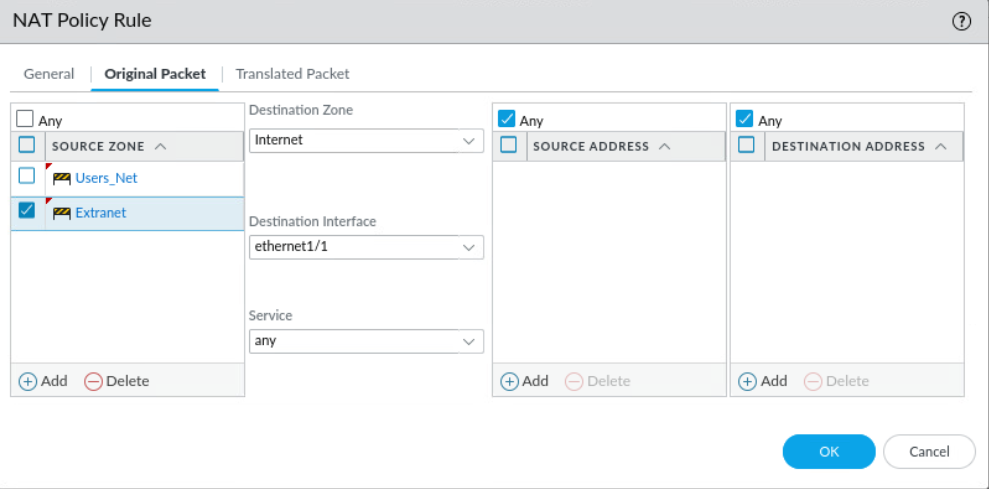 NAT Policy Rule
General | Original Packet | Translated Packet
Any
SOURCE ZONE
Users_Net
Extranet
Add Delete
Destination Zone
Internet
Destination Interface
ethernet1/1
Service
any
Any
SOURCE ADDRESS
Add Delete
Any
DESTINATION ADDRESS
Add Delete
OK Cancel